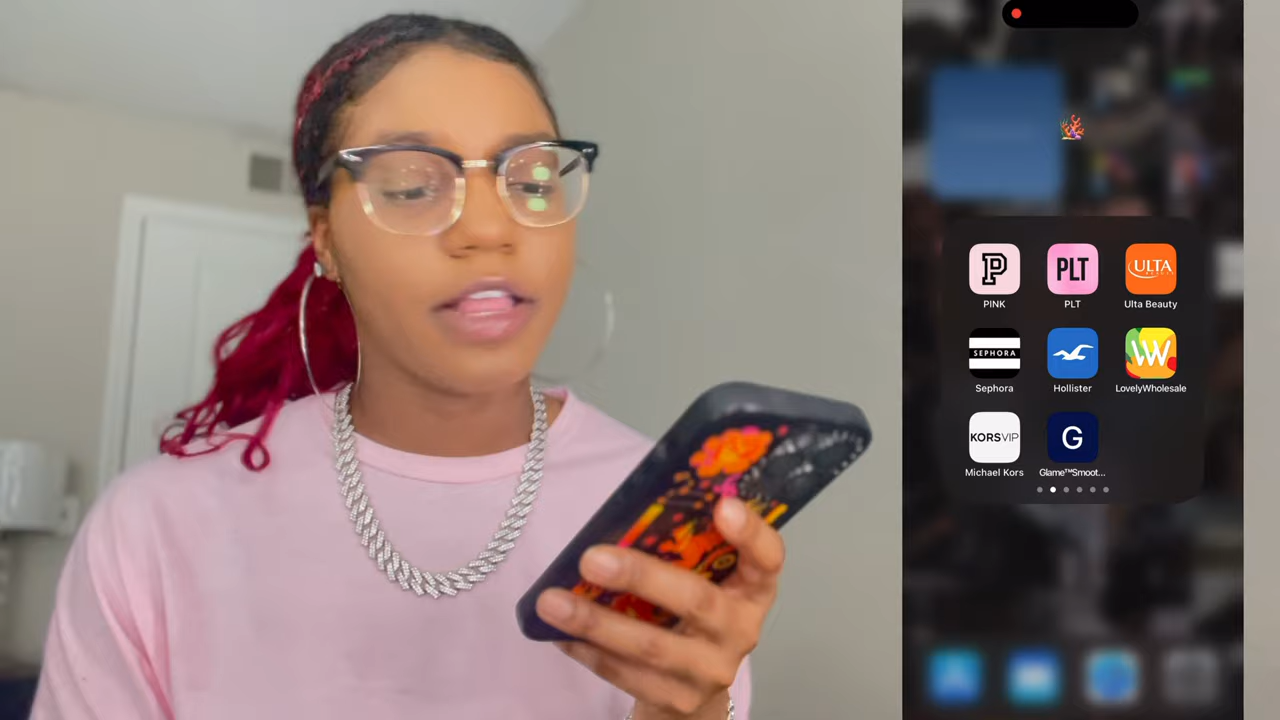 P
PLT
ULTA
PINK
PLT
Ulta Beauty
SEPHORA
W
Sephora
Hollister
LovelyWholesale
KORSVIP
G
Michael Kors
Glame™Smoot...